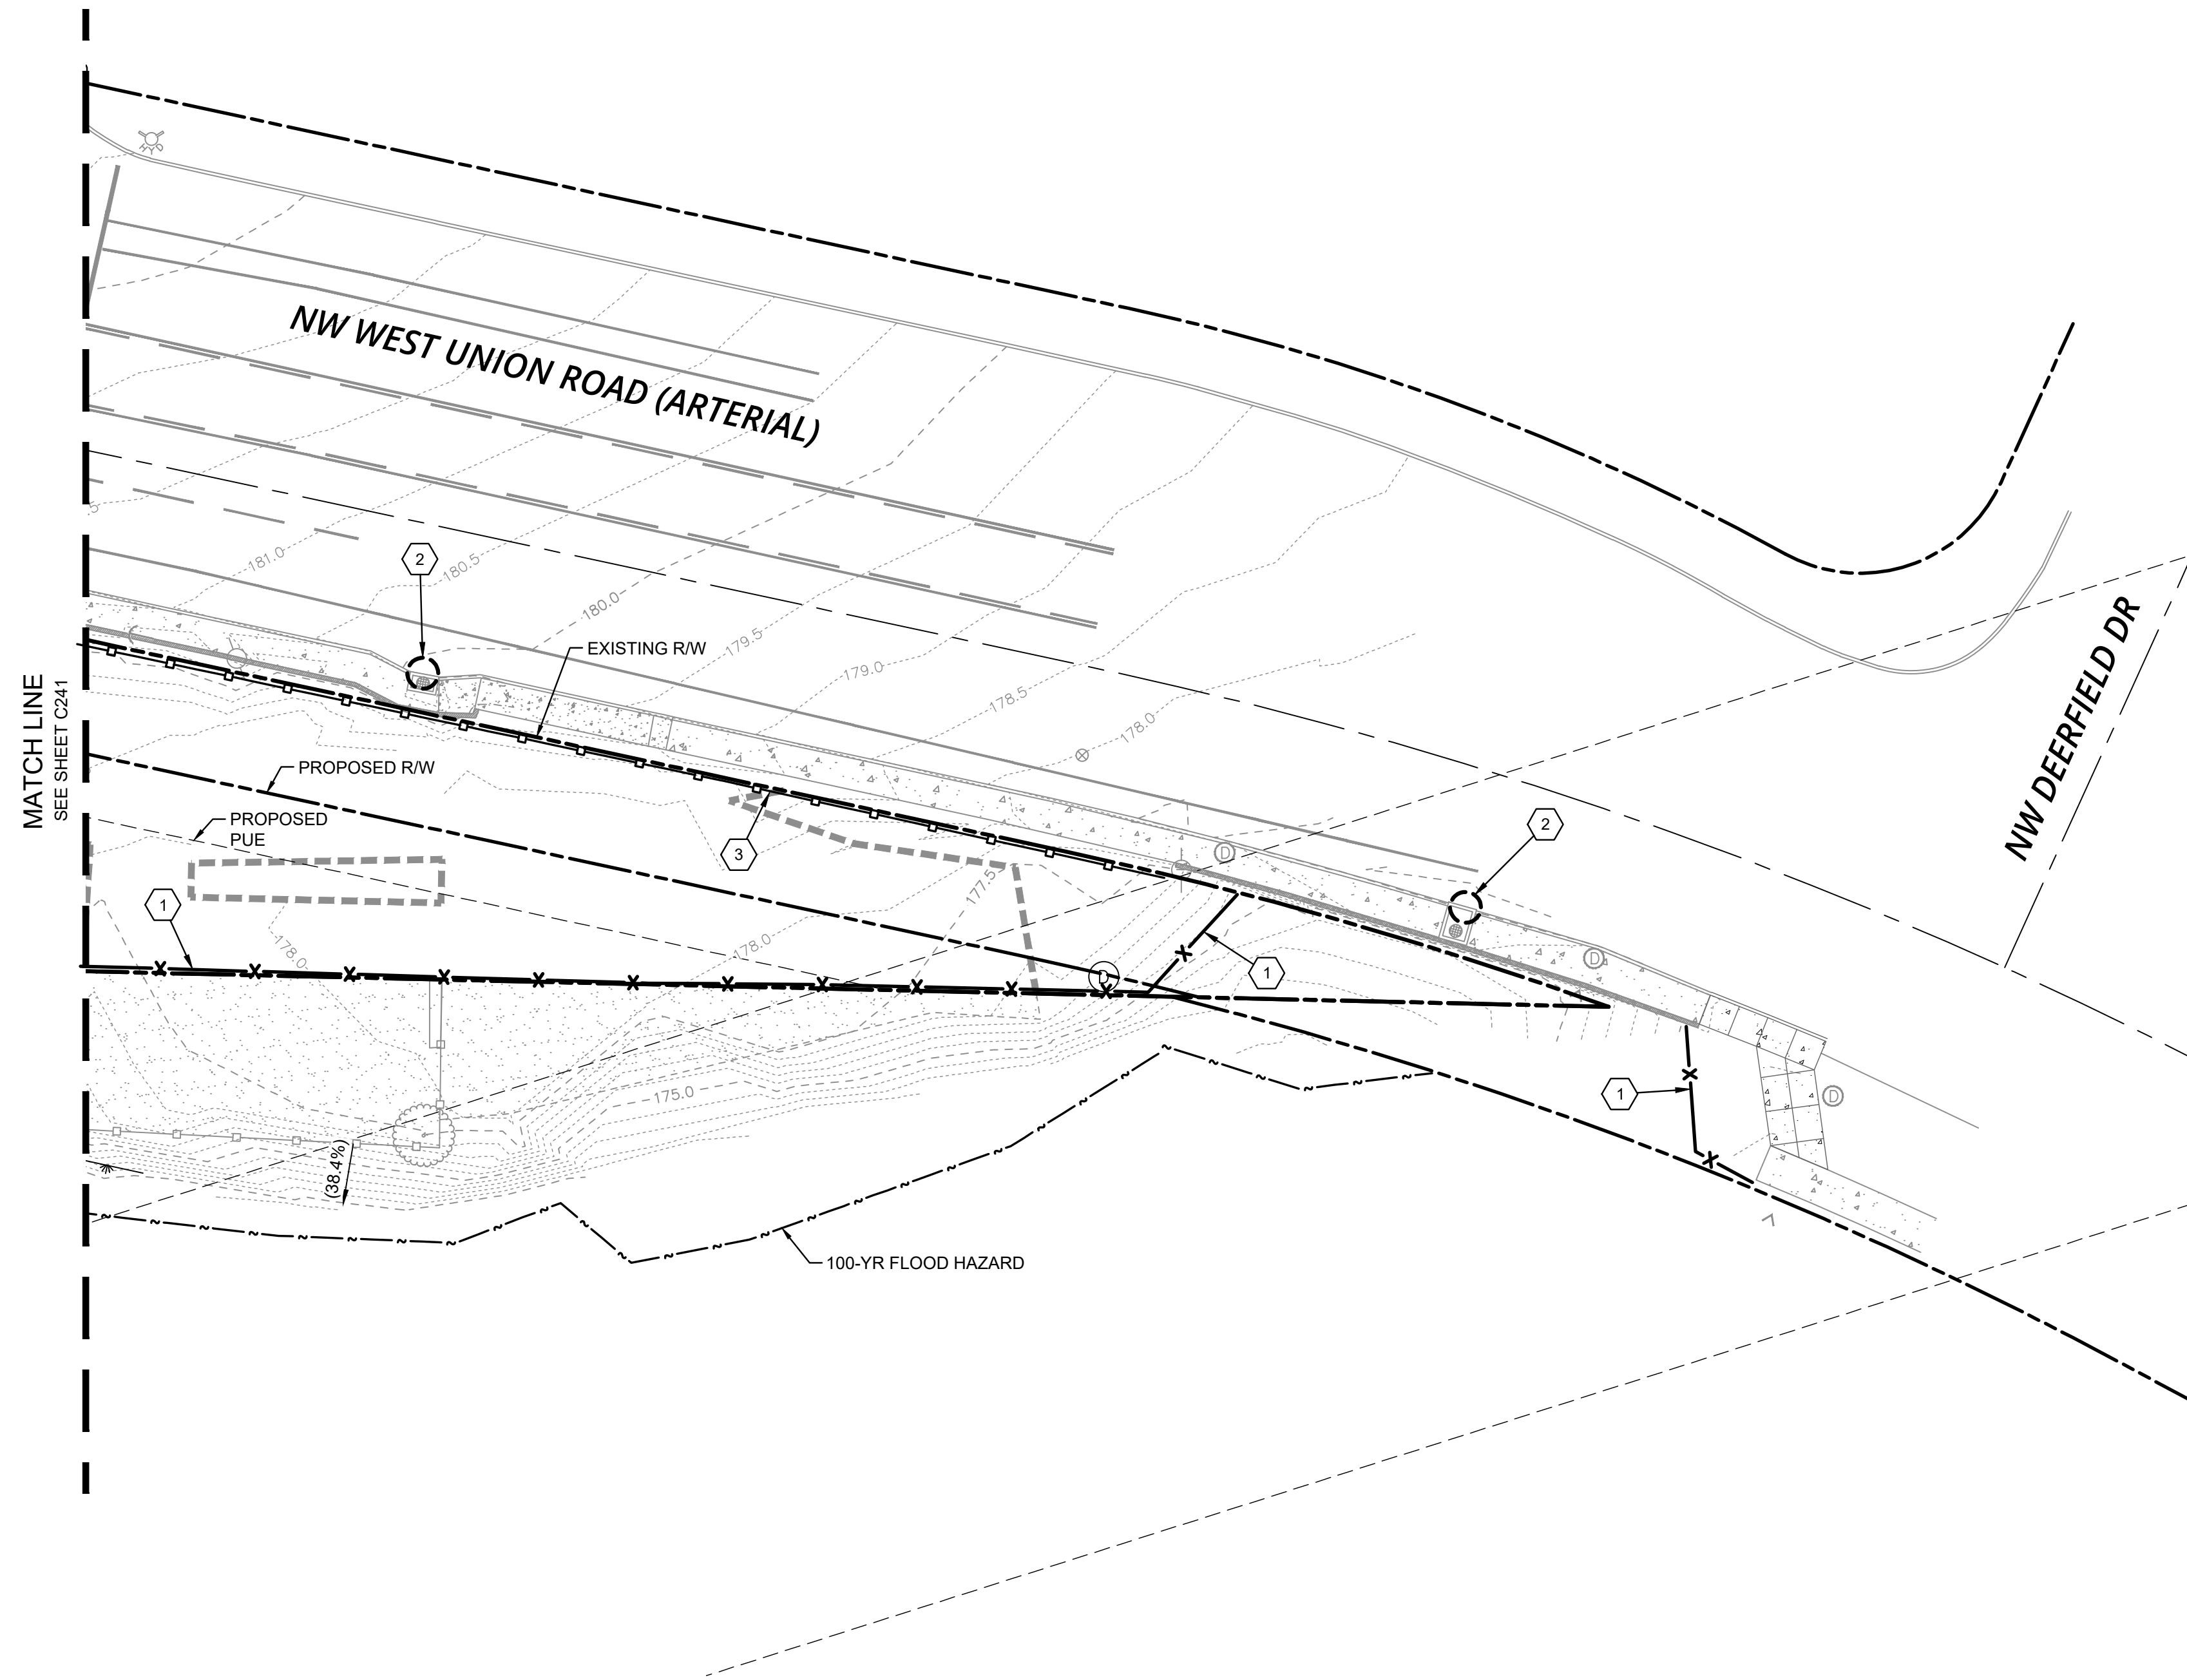 NW WEST UNION ROAD (ARTERIAL)
NW DEERFIELD DR
MATCH LINE
SEE SHEET C241
.5
181.0
180.5
180.0
179.5
179.0
178.5
178.0
2
EXISTING R/W
PROPOSED R/W
PROPOSED
PUE
3
2
1
177.5
178.0
178.0
D
D
D
D
1
1
175.0
(38.4%)
100-YR FLOOD HAZARD